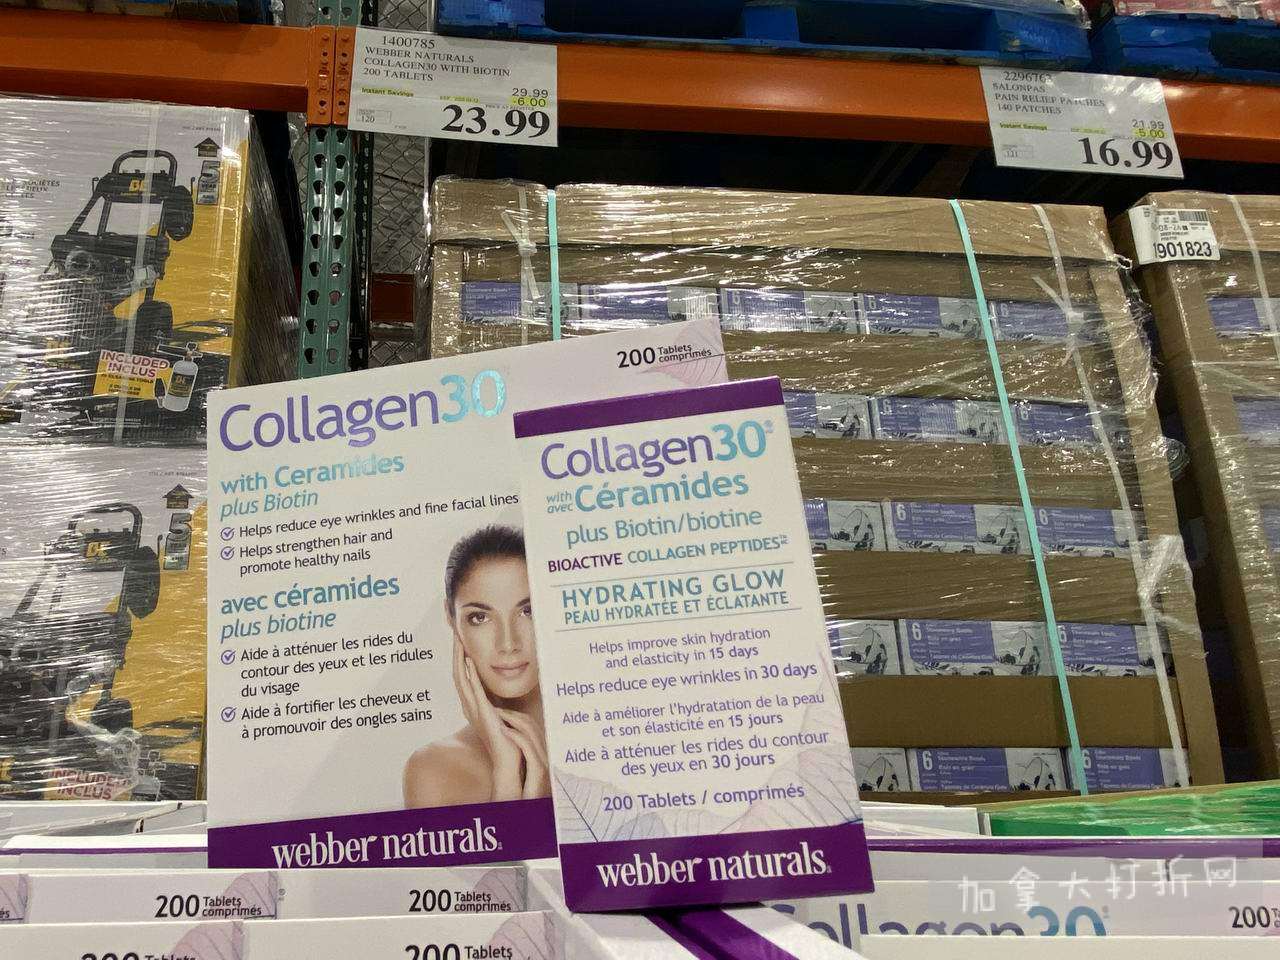 1400785
WEBBER NATURALS
COLLAGEN30 WITH BIOTIN
200 TABLETS
Instant Savings
29.99
-6.00
23.99
120
SALONPAS
PAIN RELIEF PATCHES
140 PATCHES
Instant Savings
21.99
-5.00
16.99
121
901823
INCLUDED
INCLUS
200 Tablets
comprimés
Collagen30
with Ceramides
plus Biotin
Helps reduce eye wrinkles and fine facial lines
Helps strengthen hair and
promote healthy nails
avec céramides
plus biotine
Aide à atténuer les rides du
contour des yeux et les ridules
du visage
Aide à fortifier les cheveux et
à promouvoir des ongles sains
webber naturals
Collagen30
with
avec Céramides
plus Biotin/biotine
BIOACTIVE COLLAGEN PEPTIDES
HYDRATING GLOW
PEAU HYDRATÉE ET ÉCLATANTE
Helps improve skin hydration
and elasticity in 15 days
Helps reduce eye wrinkles in 30 days
Aide à améliorer l'hydratation de la peau
et son élasticité en 15 jours
Aide à atténuer les rides du contour
des yeux en 30 jours
200 Tablets / comprimés
webber naturals
200 Tablets
comprimés
200 Tablets
comprimés
加拿大打折网
Collagen30
200
200 Tablets
200 Tablets